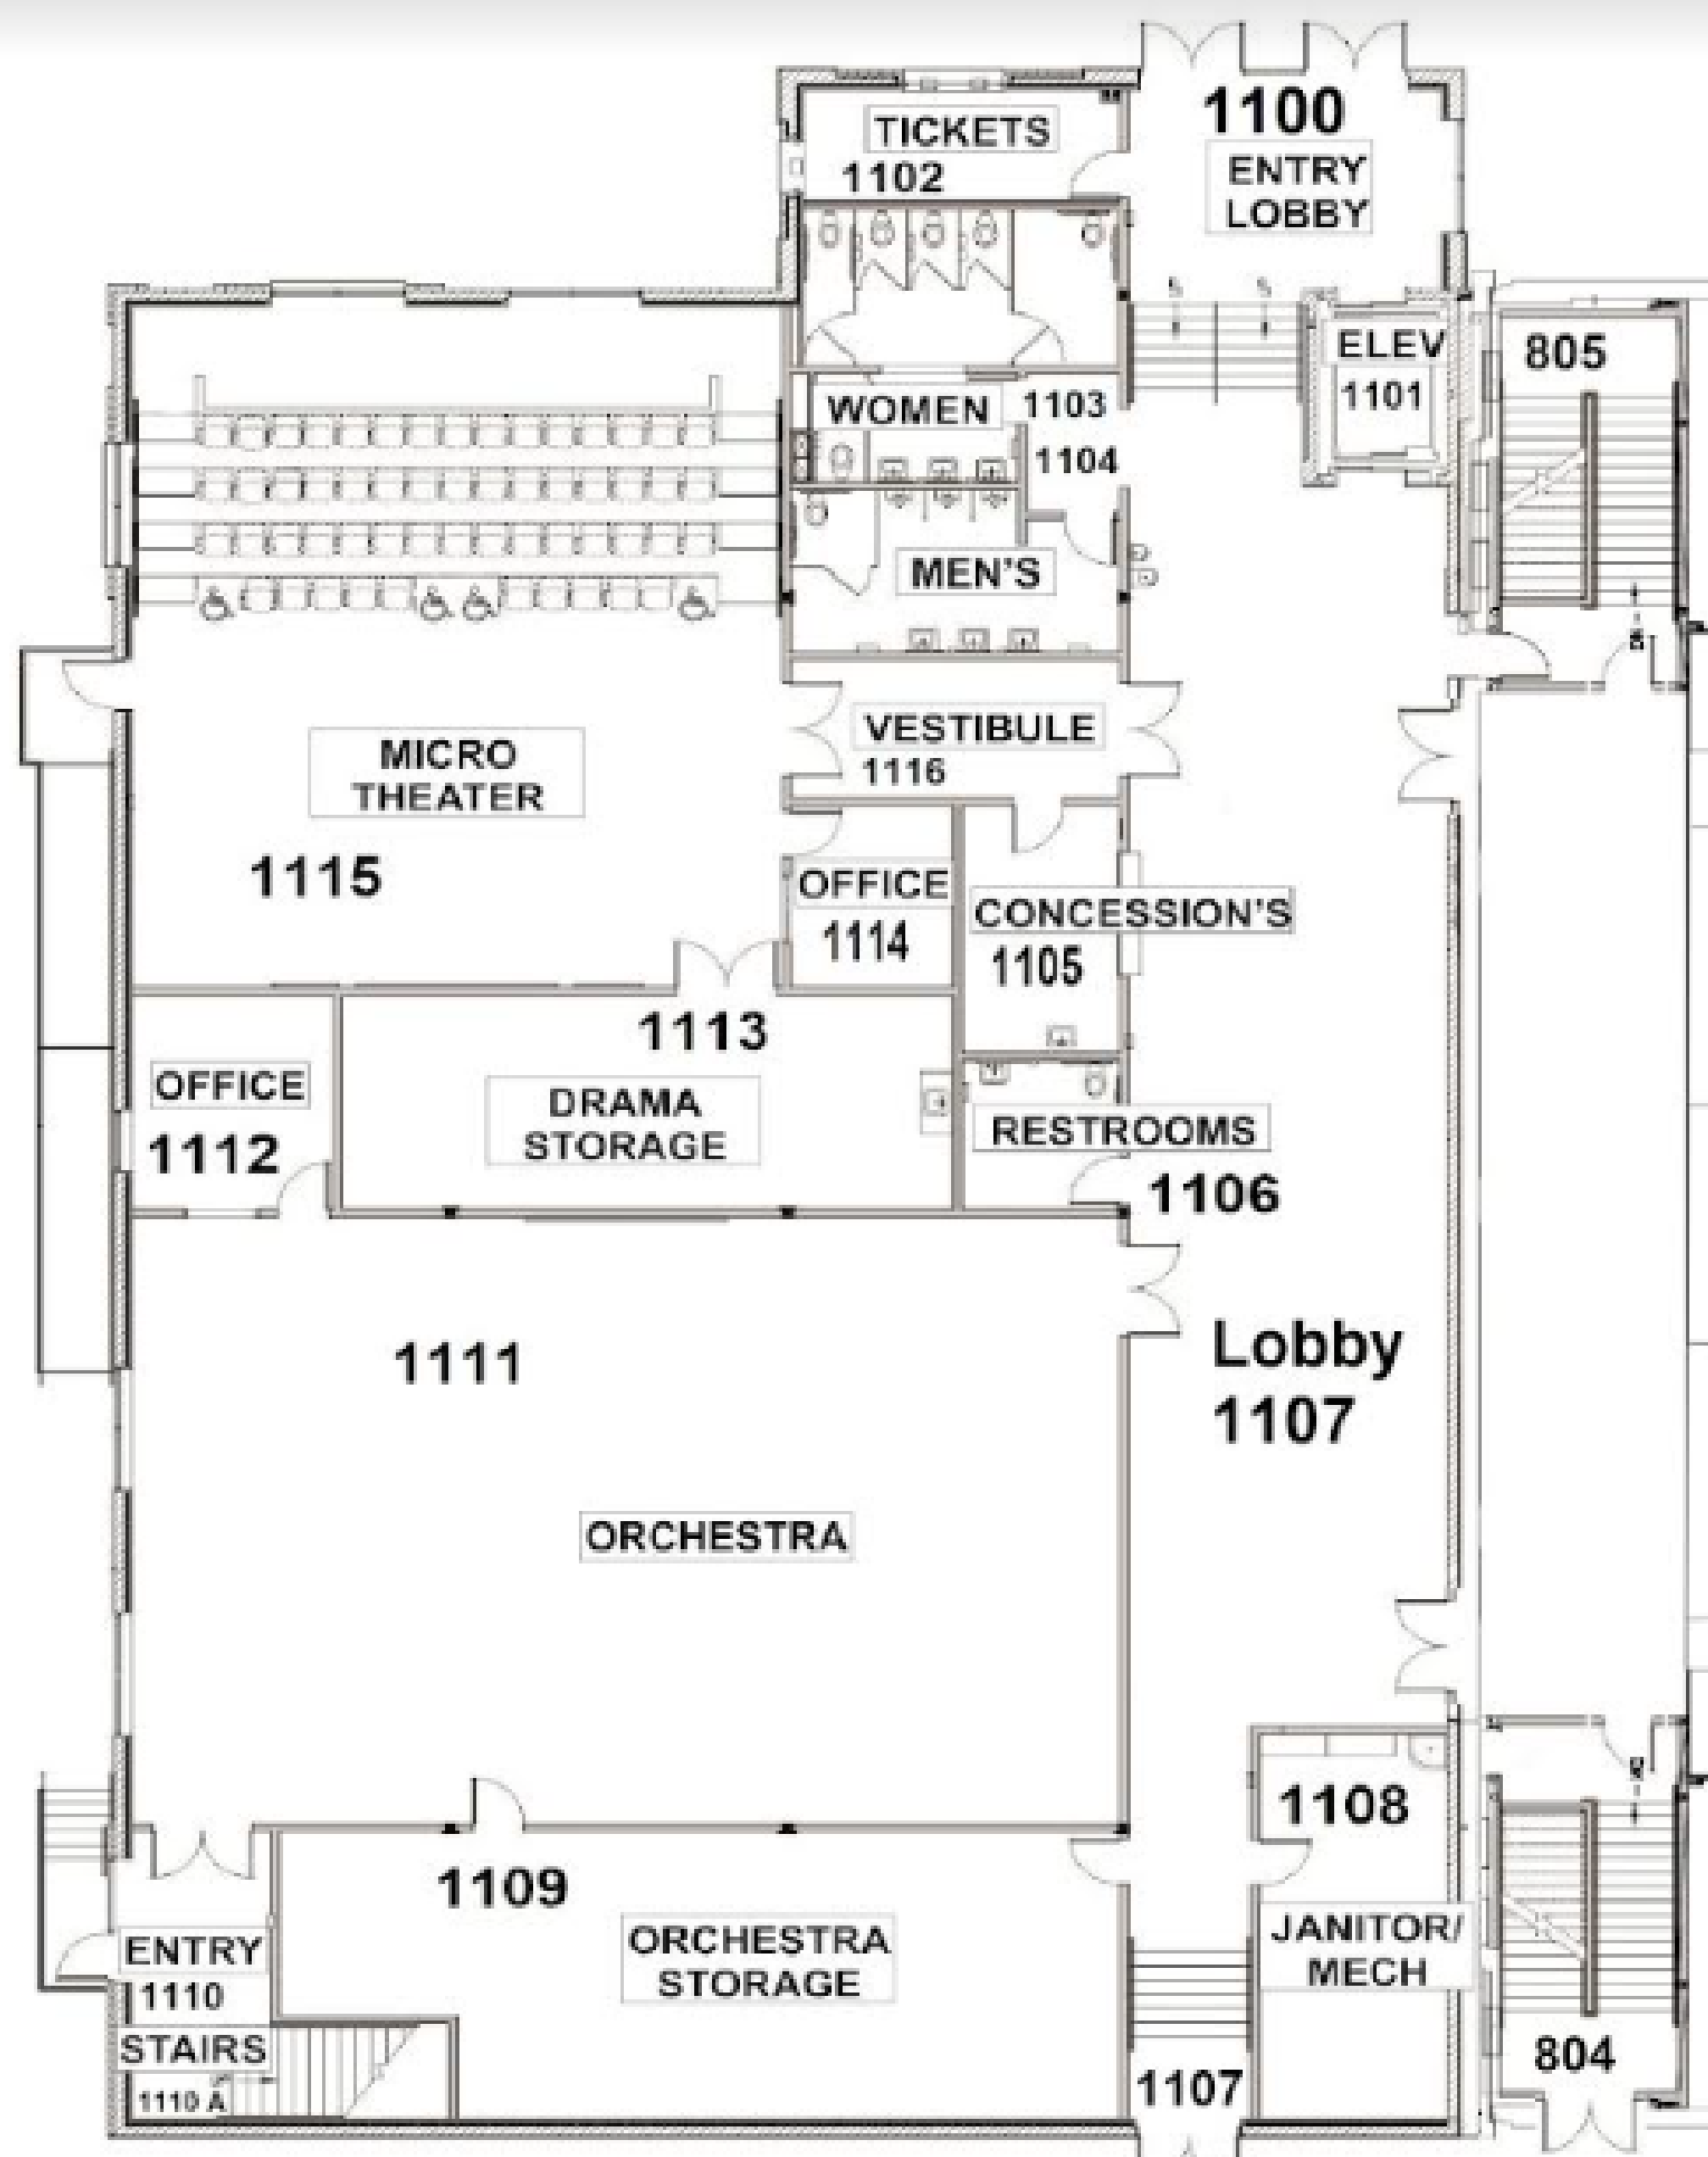 1100
TICKETS
1102
ENTRY
LOBBY
ELEV
1101
805
WOMEN
1103
1104
MEN'S
VESTIBULE
1116
MICRO
THEATER
1115
OFFICE
1114
CONCESSION'S
1105
1113
OFFICE
1112
DRAMA
STORAGE
RESTROOMS
1106
1111
Lobby
1107
ORCHESTRA
1108
1109
ORCHESTRA
STORAGE
JANITOR/
MECH
ENTRY
1110
STAIRS
1110 A
1107
804